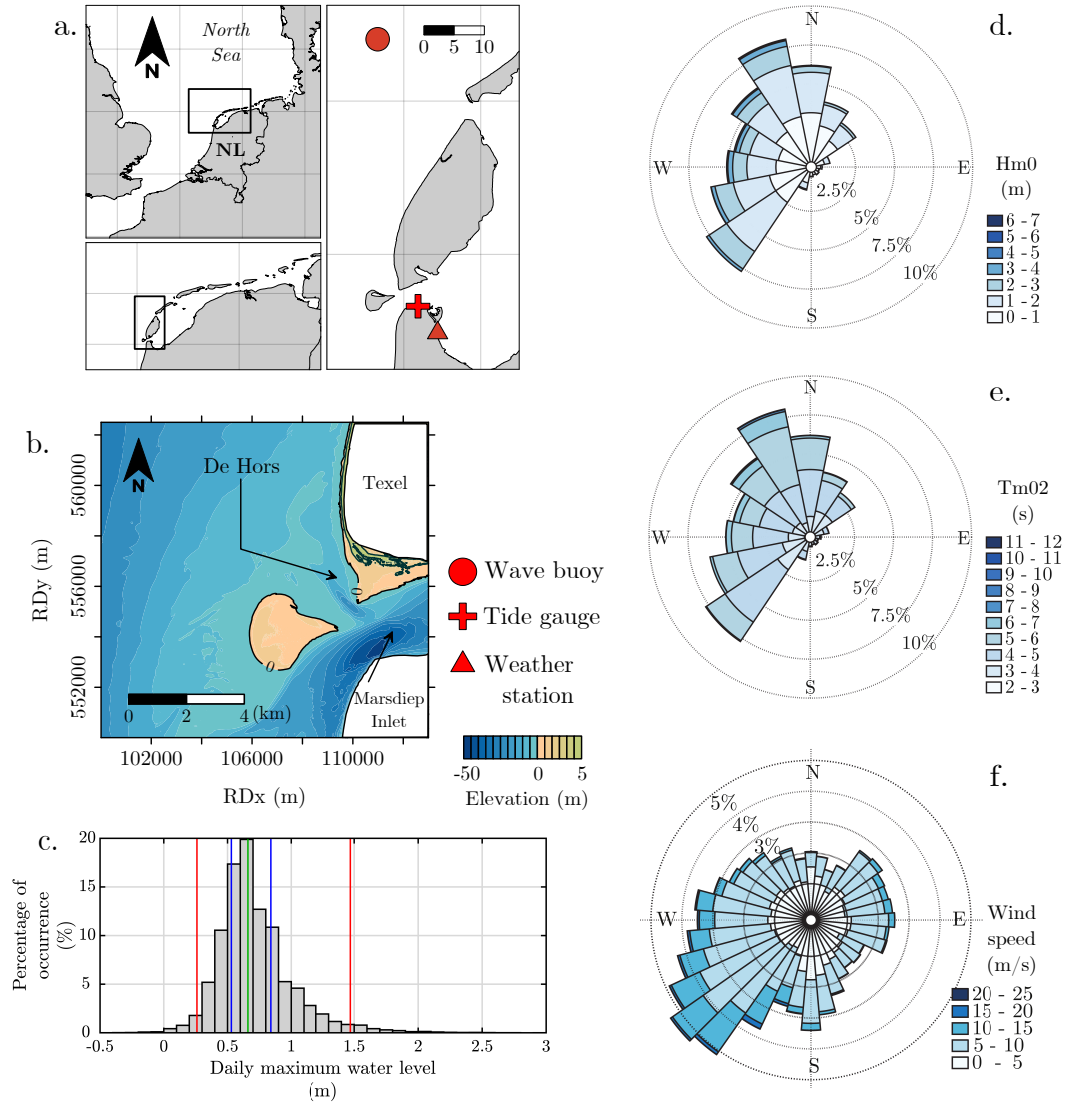 a.
North
Sea
N
NL
0 5 10
b.
De Hors
N
Texel
0
0
Marsdiep
Inlet
0 2 4
(km)
560000
556000
552000
RDy (m)
102000 106000 110000
RDx (m)
Wave buoy
Tide gauge
Weather
station
-50 0 5
Elevation (m)
c.
20
15
10
5
0
Percentage of
occurrence
(%)
-0.5 0 0.5 1 1.5 2 2.5 3
Daily maximum water level
(m)
d.
N
W
E
S
2.5%
5%
7.5%
10%
Hm0
(m)
6 - 7
5 - 6
4 - 5
3 - 4
2 - 3
1 - 2
0 - 1
e.
N
W
E
S
2.5%
5%
7.5%
10%
Tm02
(s)
11 - 12
10 - 11
9 - 10
8 - 9
7 - 8
6 - 7
5 - 6
4 - 5
3 - 4
2 - 3
f.
N
5%
4%
3%
W
E
S
Wind
speed
(m/s)
20 - 25
15 - 20
10 - 15
5 - 10
0 - 5